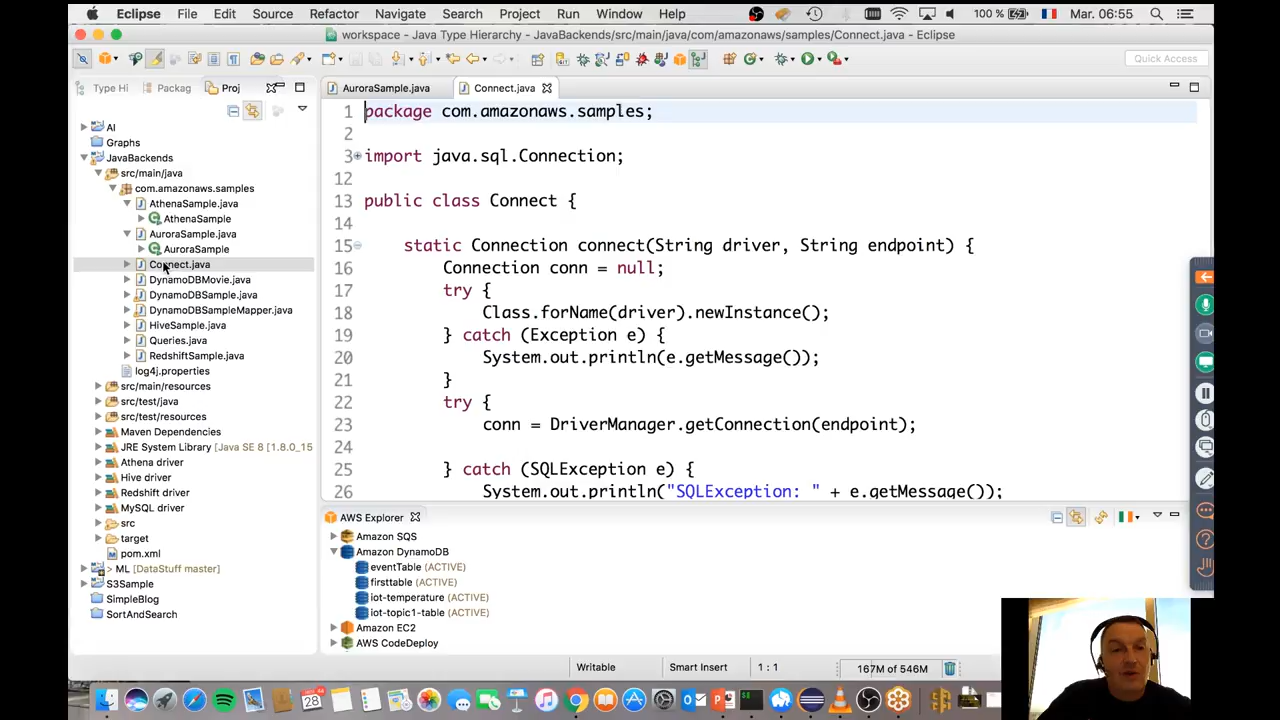 Eclipse File Edit Source Refactor Navigate Search Project Run Window Help 100 % Mar. 06:55
workspace - Java Type Hierarchy - JavaBackends/src/main/java/com/amazonaws/samples/Connect.java - Eclipse
Quick Access
Type Hi Packag Proj
AuroraSample.java Connect.java
AI
Graphs
JavaBackends
src/main/java
com.amazonaws.samples
AthenaSample.java
AthenaSample
AuroraSample.java
AuroraSample
Connect.java
DynamoDBMovie.java
DynamoDBSample.java
DynamoDBSampleMapper.java
HiveSample.java
Queries.java
RedshiftSample.java
log4j.properties
src/main/resources
src/test/java
src/test/resources
Maven Dependencies
JRE System Library [Java SE 8 [1.8.0_15
Athena driver
Hive driver
Redshift driver
MySQL driver
src
target
pom.xml
> ML [DataStuff master]
S3Sample
SimpleBlog
SortAndSearch
1 package com.amazonaws.samples;
2
3 import java.sql.Connection;
12
13 public class Connect {
14
15 static Connection connect(String driver, String endpoint) {
16 Connection conn = null;
17 try {
18 Class.forName(driver).newInstance();
19 } catch (Exception e) {
20 System.out.println(e.getMessage());
21 }
22 try {
23 conn = DriverManager.getConnection(endpoint);
24
25 } catch (SQLException e) {
26 System.out.println("SQLException: " + e.getMessage());
AWS Explorer
Amazon SQS
Amazon DynamoDB
eventTable (ACTIVE)
firsttable (ACTIVE)
iot-temperature (ACTIVE)
iot-topic1-table (ACTIVE)
Amazon EC2
AWS CodeDeploy
Writable Smart Insert 1 : 1 167M of 546M
28